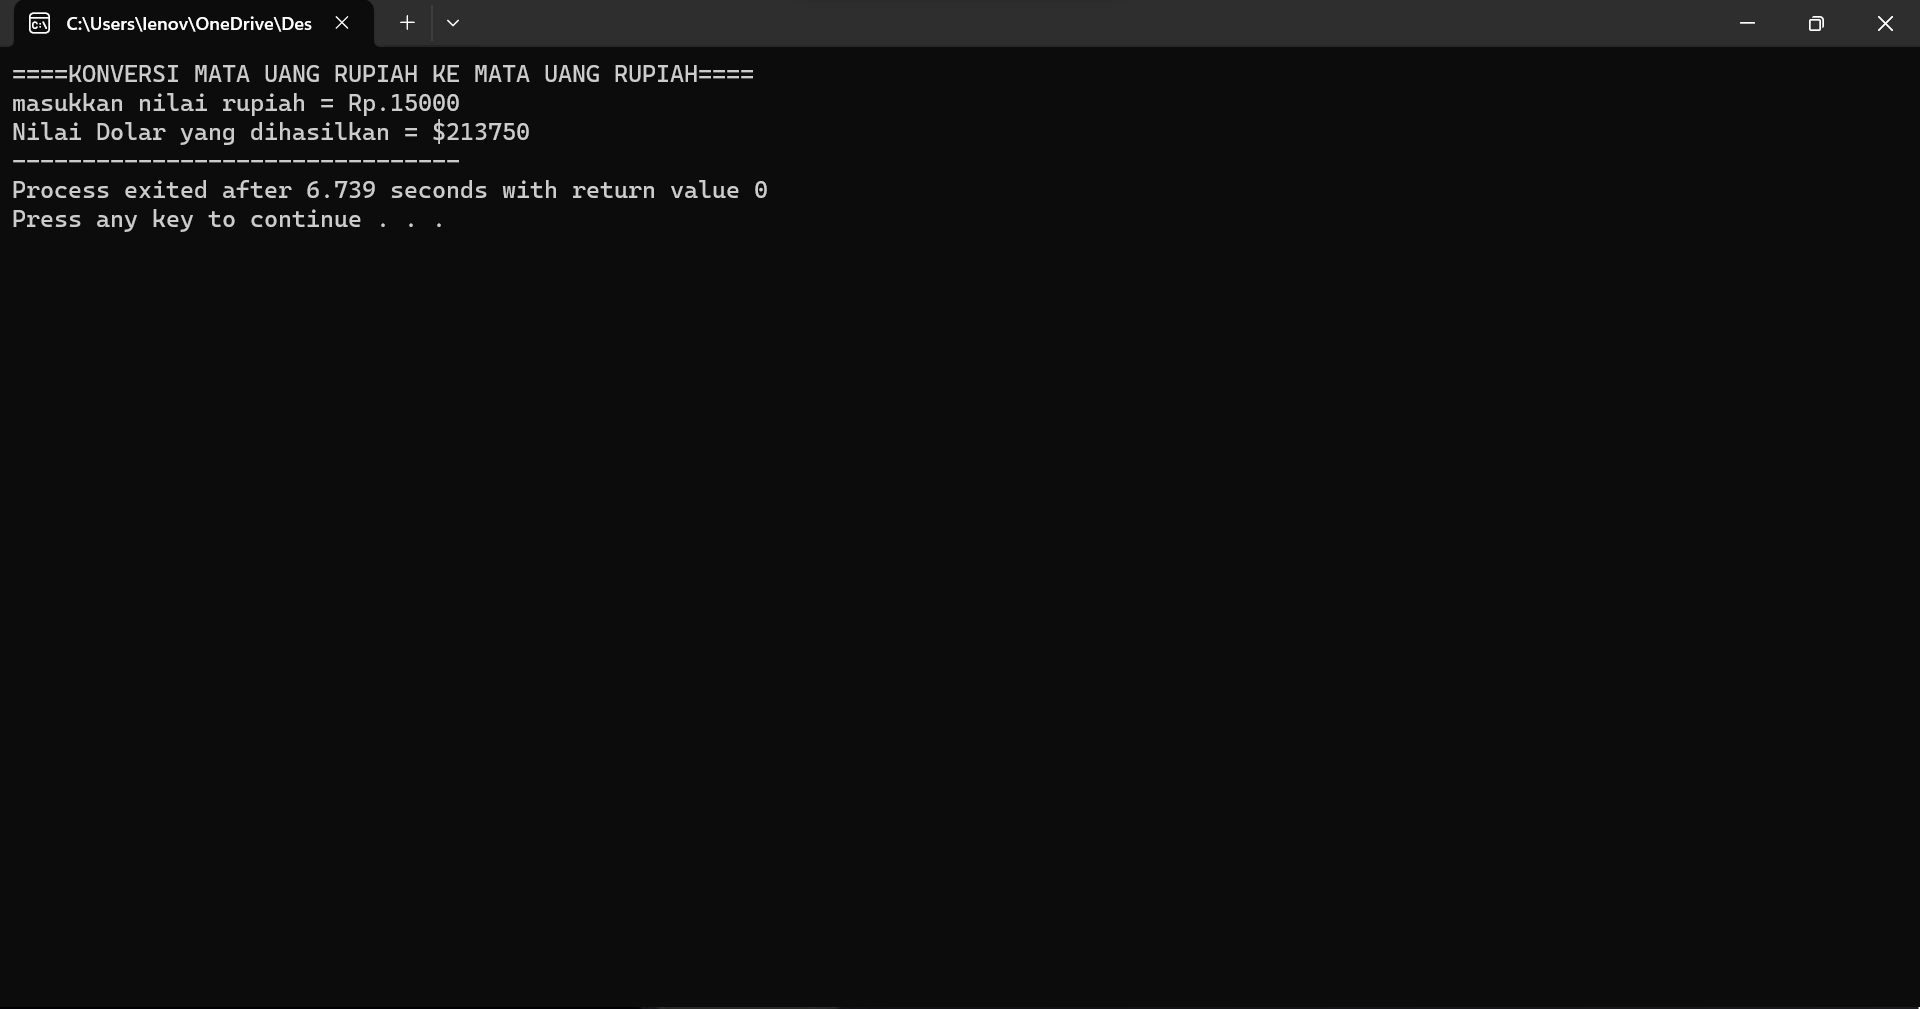 C:\Users\lenov\OneDrive\Des
====KONVERSI MATA UANG RUPIAH KE MATA UANG RUPIAH====
masukkan nilai rupiah = Rp.15000
Nilai Dolar yang dihasilkan = $213750
--------------------------------
Process exited after 6.739 seconds with return value 0
Press any key to continue . . .